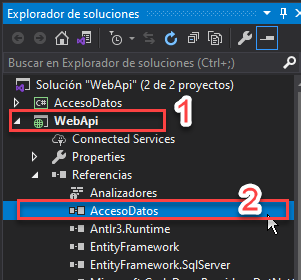 Explorador de soluciones
Buscar en Explorador de soluciones (Ctrl+;)
Solución "WebApi" (2 de 2 proyectos)
C# AccesoDatos
1
WebApi
Connected Services
Properties
Referencias
Analizadores
2
AccesoDatos
Antlr3.Runtime
EntityFramework
EntityFramework.SqlServer